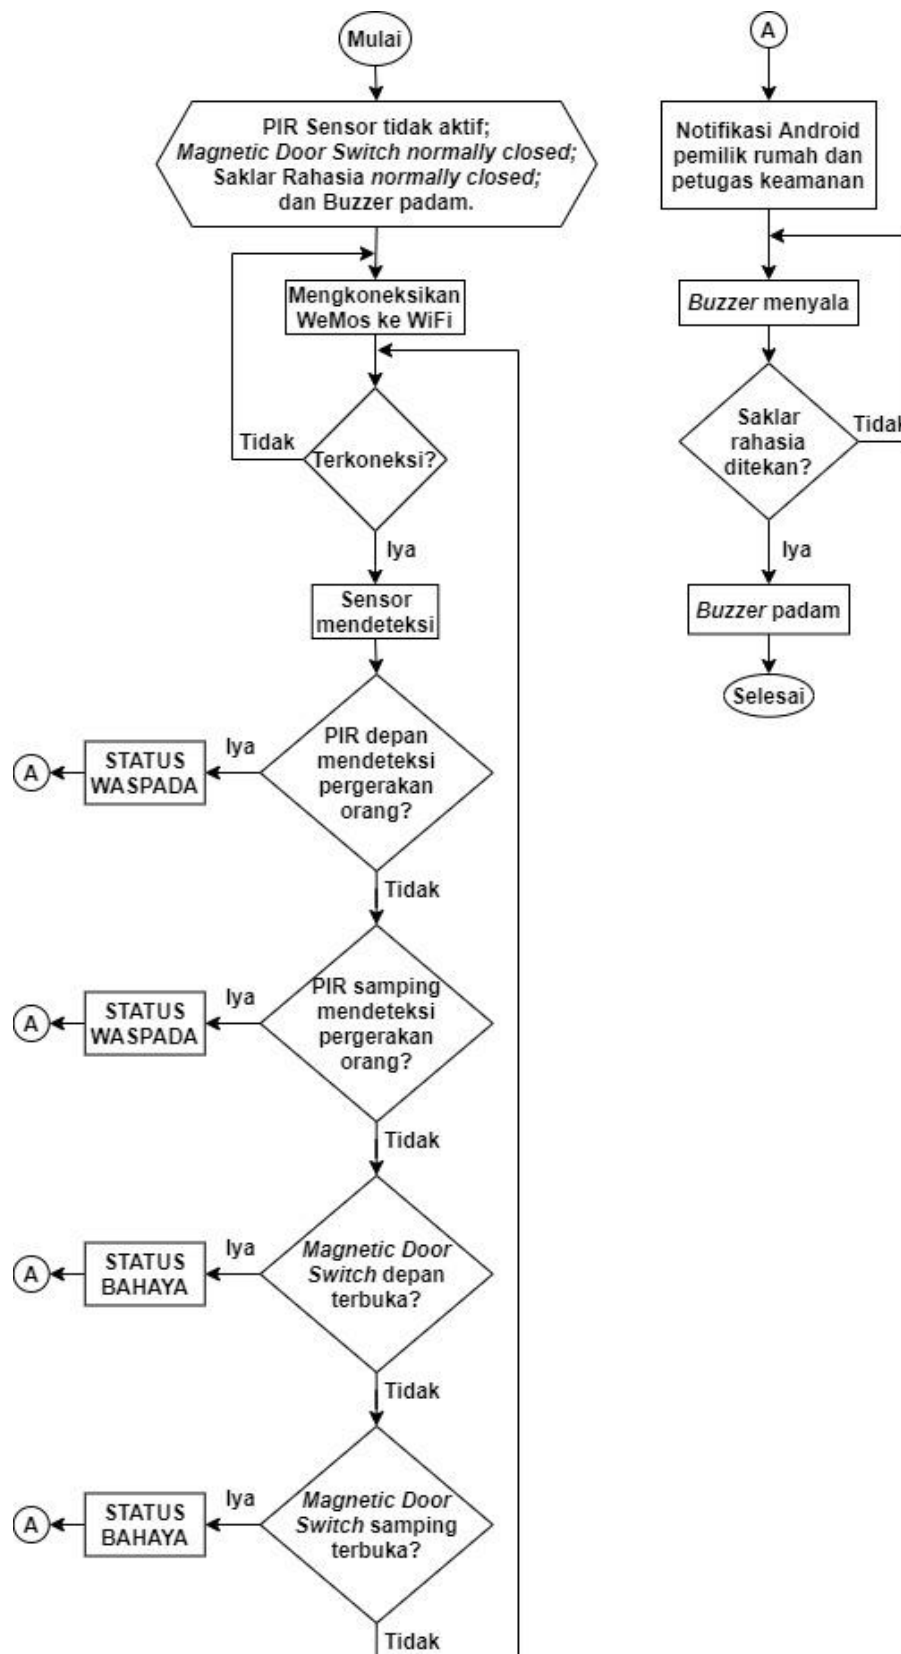 Mulai
PIR Sensor tidak aktif;
Magnetic Door Switch normally closed;
Saklar Rahasia normally closed;
dan Buzzer padam.
Mengkoneksikan
WeMos ke WiFi
Terkoneksi?
Tidak
Iya
Sensor
mendeteksi
PIR depan
mendeteksi
pergerakan
orang?
Iya
STATUS
WASPADA
A
Tidak
PIR samping
mendeteksi
pergerakan
orang?
Iya
STATUS
WASPADA
A
Tidak
Magnetic Door
Switch depan
terbuka?
Iya
STATUS
BAHAYA
A
Tidak
Magnetic Door
Switch samping
terbuka?
Iya
STATUS
BAHAYA
A
Tidak
A
Notifikasi Android
pemilik rumah dan
petugas keamanan
Buzzer menyala
Saklar
rahasia
ditekan?
Tidak
Iya
Buzzer padam
Selesai